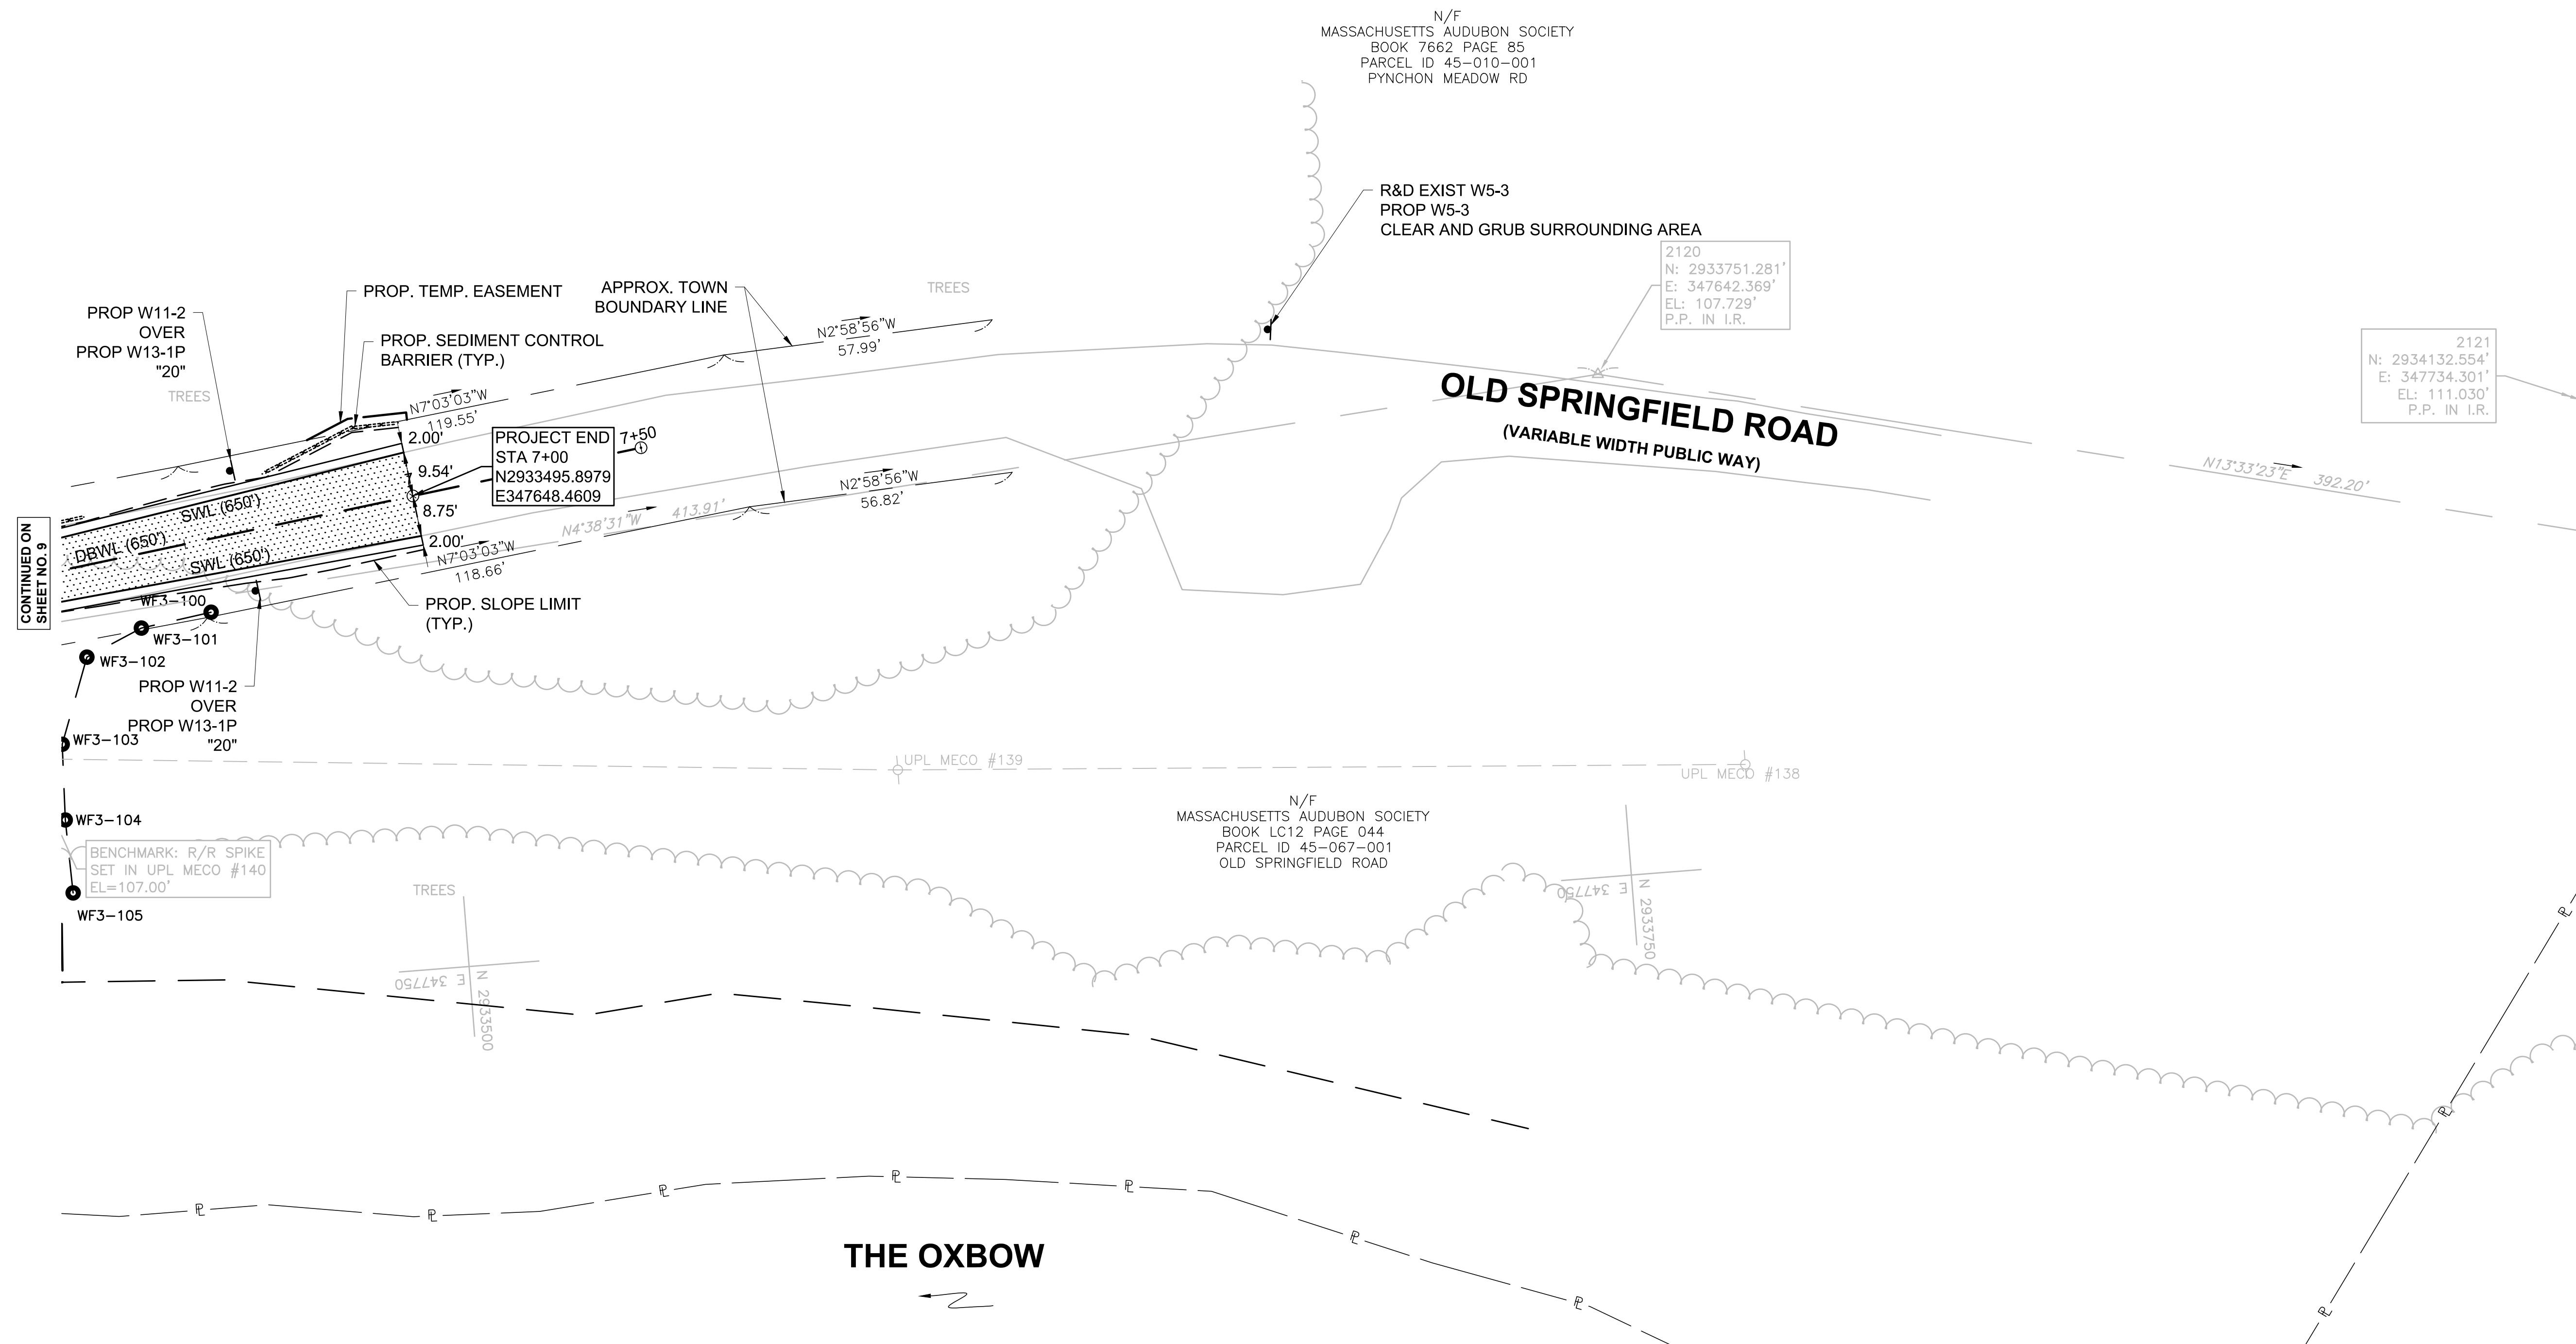 N/F
MASSACHUSETTS AUDUBON SOCIETY
BOOK 7662 PAGE 85
PARCEL ID 45-010-001
PYNCHON MEADOW RD
R&D EXIST W5-3
PROP W5-3
CLEAR AND GRUB SURROUNDING AREA
2120
N: 2933751.281'
E: 347642.369'
EL: 107.729'
P.P. IN I.R.
2121
N: 2934132.554'
E: 347734.301'
EL: 111.030'
P.P. IN I.R.
PROP W11-2
OVER
PROP W13-1P
"20"
TREES
PROP. TEMP. EASEMENT
PROP. SEDIMENT CONTROL
BARRIER (TYP.)
APPROX. TOWN
BOUNDARY LINE
TREES
N2°58'56"W
57.99'
N7°03'03"W
119.55'
2.00'
9.54'
8.75'
2.00'
PROJECT END
STA 7+00
N2933495.8979
E347648.4609
7+50
OLD SPRINGFIELD ROAD
(VARIABLE WIDTH PUBLIC WAY)
N13°33'23"E 392.20'
N2°58'56"W
56.82'
N4°38'31"W 413.91'
N7°03'03"W
118.66'
SWL (650')
DBWL (650')
SWL (650')
CONTINUED ON
SHEET NO. 9
PROP. SLOPE LIMIT
(TYP.)
WF3-100
WF3-101
WF3-102
PROP W11-2
OVER
PROP W13-1P
"20"
WF3-103
UPL MECO #139
UPL MECO #138
N/F
MASSACHUSETTS AUDUBON SOCIETY
BOOK LC12 PAGE 044
PARCEL ID 45-067-001
OLD SPRINGFIELD ROAD
WF3-104
BENCHMARK: R/R SPIKE
SET IN UPL MECO #140
EL=107.00'
WF3-105
TREES
E 347750
N 2933500
E 347750
N 2933750
PL
PL
PL
PL
PL
PL
PL
PL
PL
PL
THE OXBOW